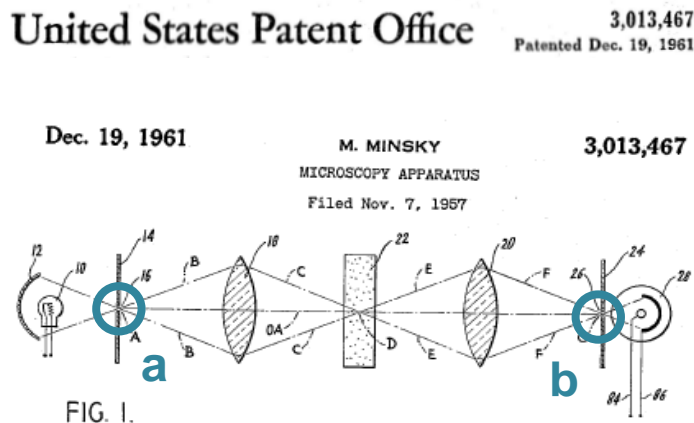 United States Patent Office
3,013,467
Patented Dec. 19, 1961
Dec. 19, 1961
M. MINSKY
3,013,467
MICROSCOPY APPARATUS
Filed Nov. 7, 1957
12
10
14
16
A
B
B
18
C
C
OA
22
D
E
E
20
F
F
24
26
28
84
86
a
b
FIG. 1.